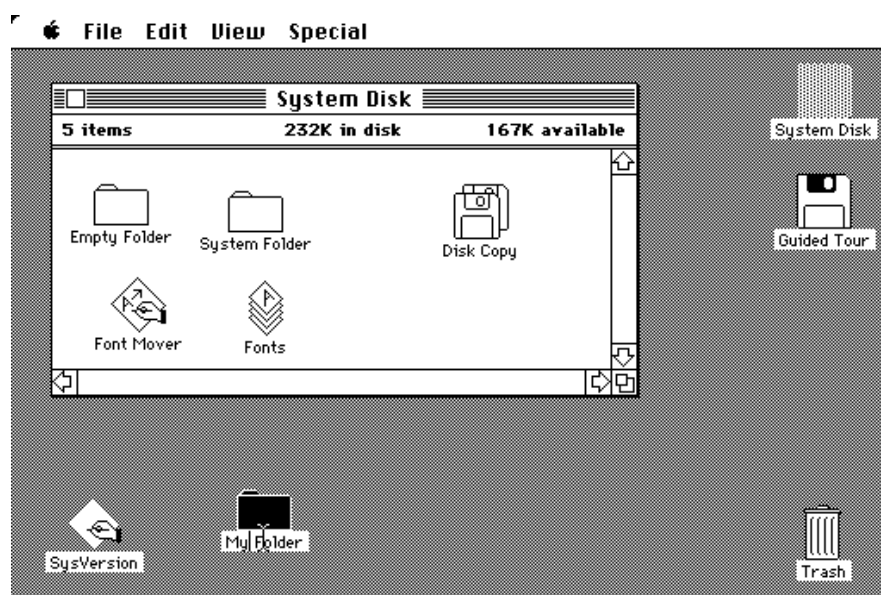 File Edit View Special
System Disk
5 items 232K in disk 167K available
Empty Folder
System Folder
Disk Copy
Font Mover
Fonts
System Disk
Guided Tour
SysVersion
My Folder
Trash